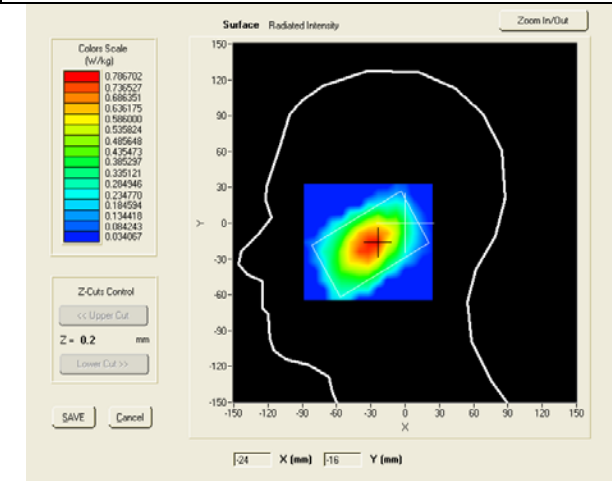 Surface Radiated Intensity
Zoom In/Out
Colors Scale
(W/kg)
0.786702
0.736527
0.686351
0.636175
0.586000
0.535824
0.485648
0.435473
0.385297
0.335121
0.284946
0.234770
0.184594
0.134418
0.084243
0.034067
Z-Cuts Control
<< Upper Cut
Z = 0.2 mm
Lower Cut >>
SAVE Cancel
150
120
90
60
30
0
-30
-60
-90
-120
-150
Y
-150 -120 -90 -60 -30 0 30 60 90 120 150
X
-24 X (mm) -16 Y (mm)